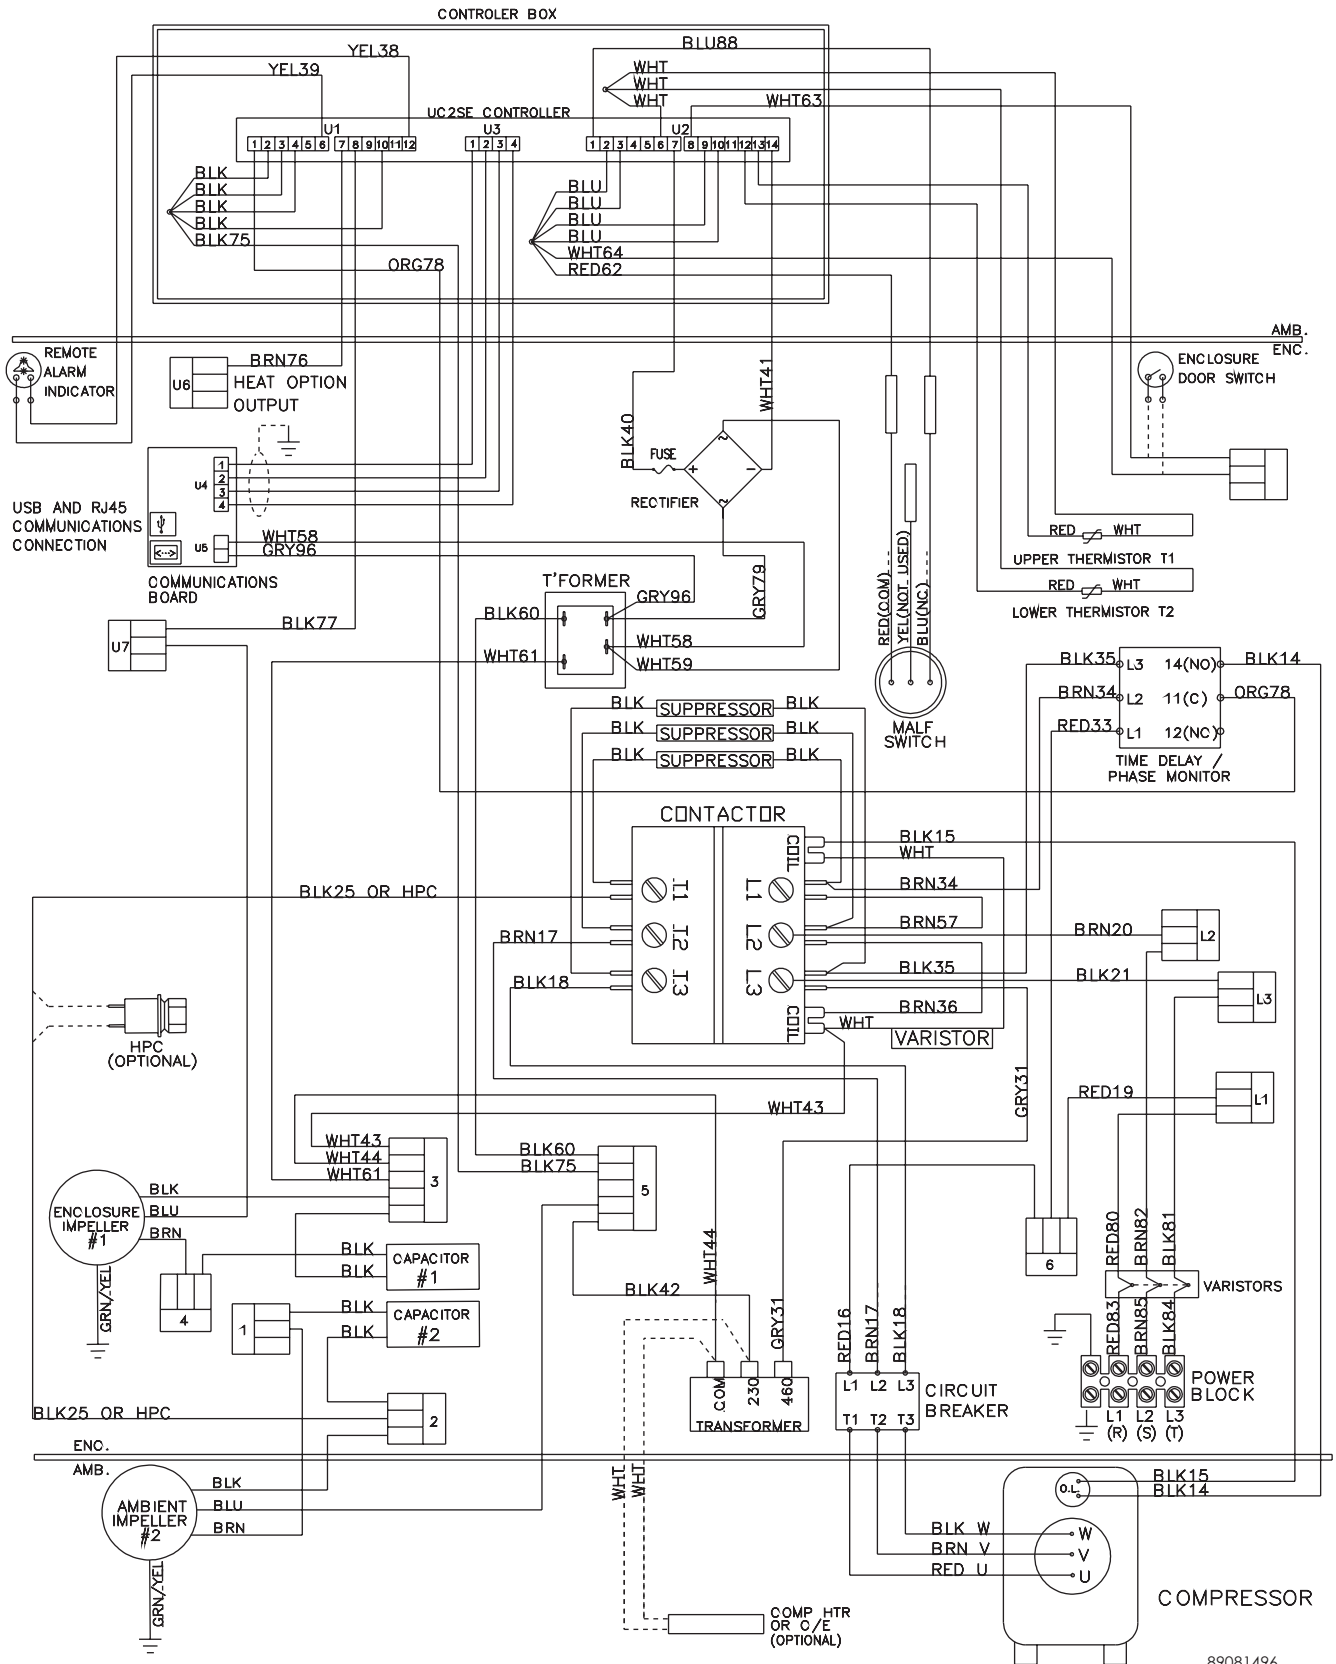 CONTROLER BOX
YEL38
BLU88
YEL39
WHT
WHT
WHT
WHT63
UC2SE CONTROLLER
U1
U3
U2
1 2 3 4 5 6 7 8 9 10 11 12
1 2 3 4
1 2 3 4 5 6 7 8 9 10 11 12 13 14
BLK
BLK
BLK
BLK
BLK75
ORG78
BLU
BLU
BLU
BLU
WHT64
RED62
AMB.
ENC.
REMOTE
ALARM
INDICATOR
BRN76
U6
HEAT OPTION
OUTPUT
WHT41
BLK40
FUSE
+
-
~
~
RECTIFIER
ENCLOSURE
DOOR SWITCH
U4
1
2
3
4
USB AND RJ45
COMMUNICATIONS
CONNECTION
U5
WHT58
GRY96
COMMUNICATIONS
BOARD
RED
WHT
UPPER THERMISTOR T1
RED
WHT
LOWER THERMISTOR T2
T'FORMER
GRY96
GRY79
BLK60
WHT58
WHT61
WHT59
U7
BLK77
RED(COM)
YEL(NOT USED)
BLU(NC)
MALF
SWITCH
BLK35
L3
14(NO)
BLK14
BRN34
L2
11(C)
ORG78
RED33
L1
12(NC)
TIME DELAY /
PHASE MONITOR
BLK
SUPPRESSOR
BLK
BLK
SUPPRESSOR
BLK
BLK
SUPPRESSOR
BLK
CONTACTOR
COIL
BLK15
WHT
BLK25 OR HPC
T1
L1
BRN34
BRN17
T2
L2
BRN57
BRN20
L2
BLK18
T3
L3
BLK35
BLK21
L3
BRN36
COIL
WHT
VARISTOR
HPC
(OPTIONAL)
GRY31
RED19
L1
WHT43
WHT43
WHT44
WHT61
3
BLK60
BLK75
5
ENCLOSURE
IMPELLER
#1
BLK
BLU
BRN
GRN/YEL
4
BLK
BLK
CAPACITOR
#1
1
BLK
BLK
CAPACITOR
#2
WHT44
BLK42
6
RED80
BRN82
BLK81
VARISTORS
RED83
BRN85
BLK84
GRY31
RED16
BRN17
BLK18
COM
230
460
TRANSFORMER
L1 L2 L3
T1 T2 T3
CIRCUIT
BREAKER
POWER
BLOCK
L1 L2 L3
(R) (S) (T)
BLK25 OR HPC
2
ENC.
AMB.
AMBIENT
IMPELLER
#2
BLK
BLU
BRN
GRN/YEL
WHT
WHT
O.L.
BLK15
BLK14
BLK W
W
BRN V
V
RED U
U
COMPRESSOR
COMP HTR
OR C/E
(OPTIONAL)
89081496